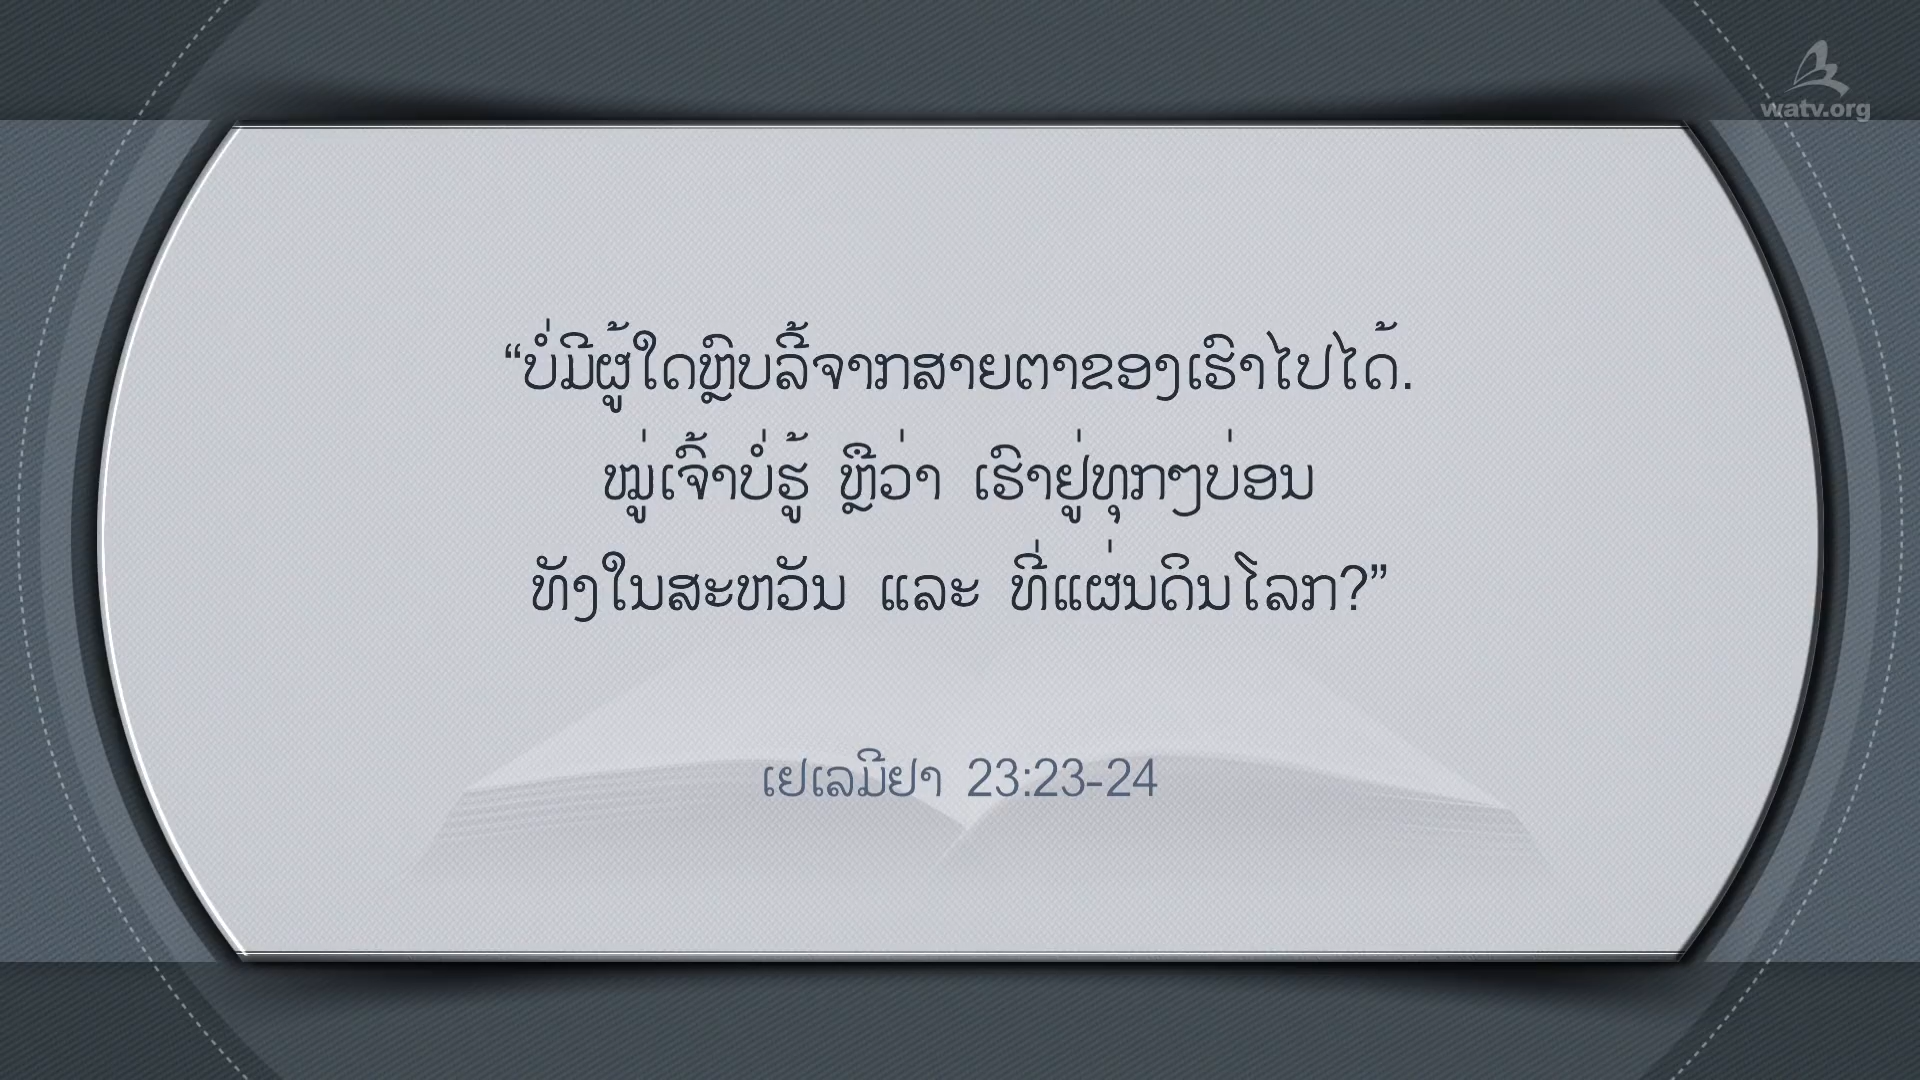 watv.org
“ບໍ່ມີຜູ້ໃດຫຼົບລີ້ຈາກສາຍຕາຂອງເຮົາໄປໄດ້.
ໝູ່ເຈົ້າບໍ່ຮູ້ ຫຼືວ່າ ເຮົາຢູ່ທຸກໆບ່ອນ
ທັງໃນສະຫວັນ ແລະ ທີ່ແຜ່ນດິນໂລກ?”
ເຢເລມີຢາ 23:23-24